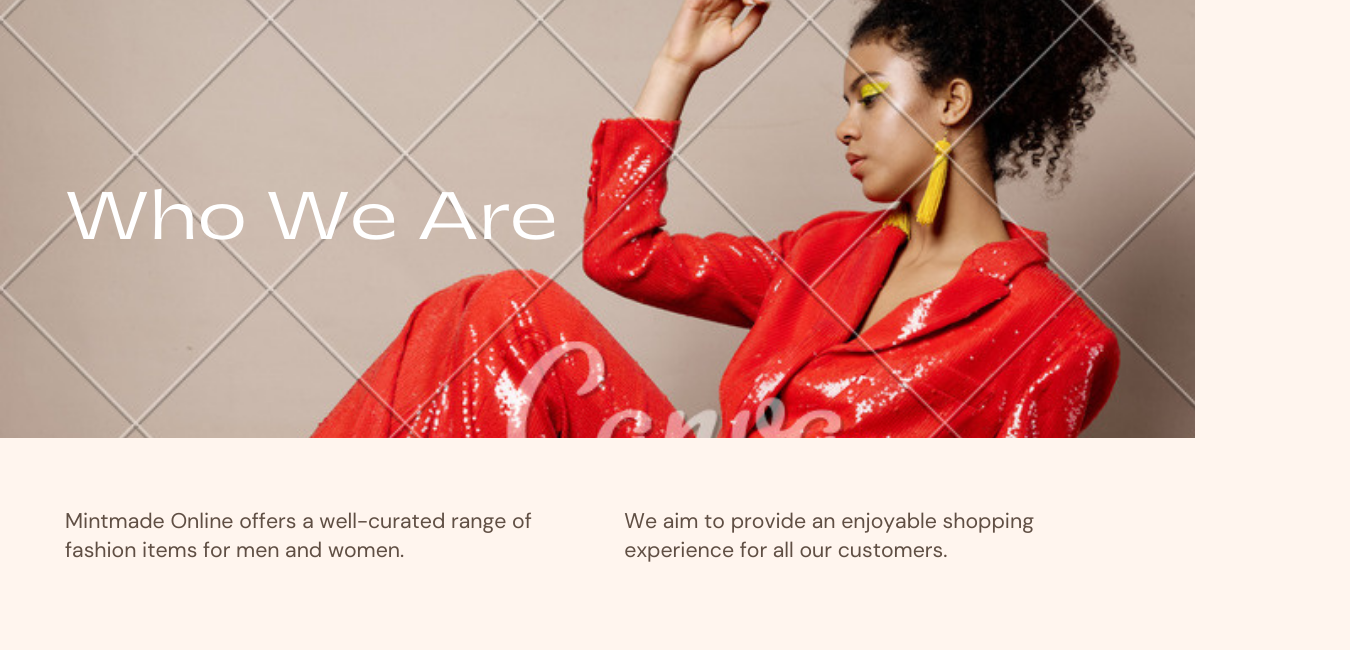 Who We Are
Canva
Mintmade Online offers a well-curated range of
fashion items for men and women.
We aim to provide an enjoyable shopping
experience for all our customers.